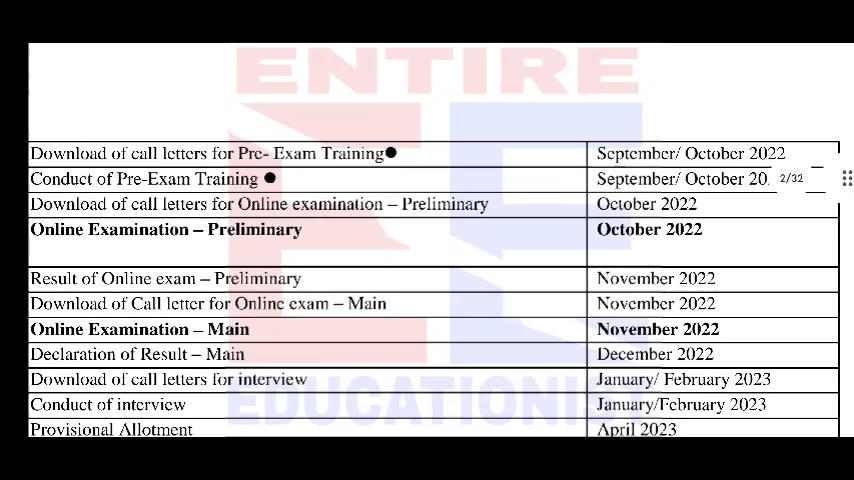 ENTIRE
Download of call letters for Pre- Exam Training● September/ October 2022
Conduct of Pre-Exam Training ● September/ October 20
2/32
Download of call letters for Online examination – Preliminary October 2022
Online Examination – Preliminary October 2022
Result of Online exam – Preliminary November 2022
Download of Call letter for Online exam – Main November 2022
Online Examination – Main November 2022
Declaration of Result – Main December 2022
Download of call letters for interview January/ February 2023
Conduct of interview January/February 2023
EDUCATIONIST
Provisional Allotment April 2023